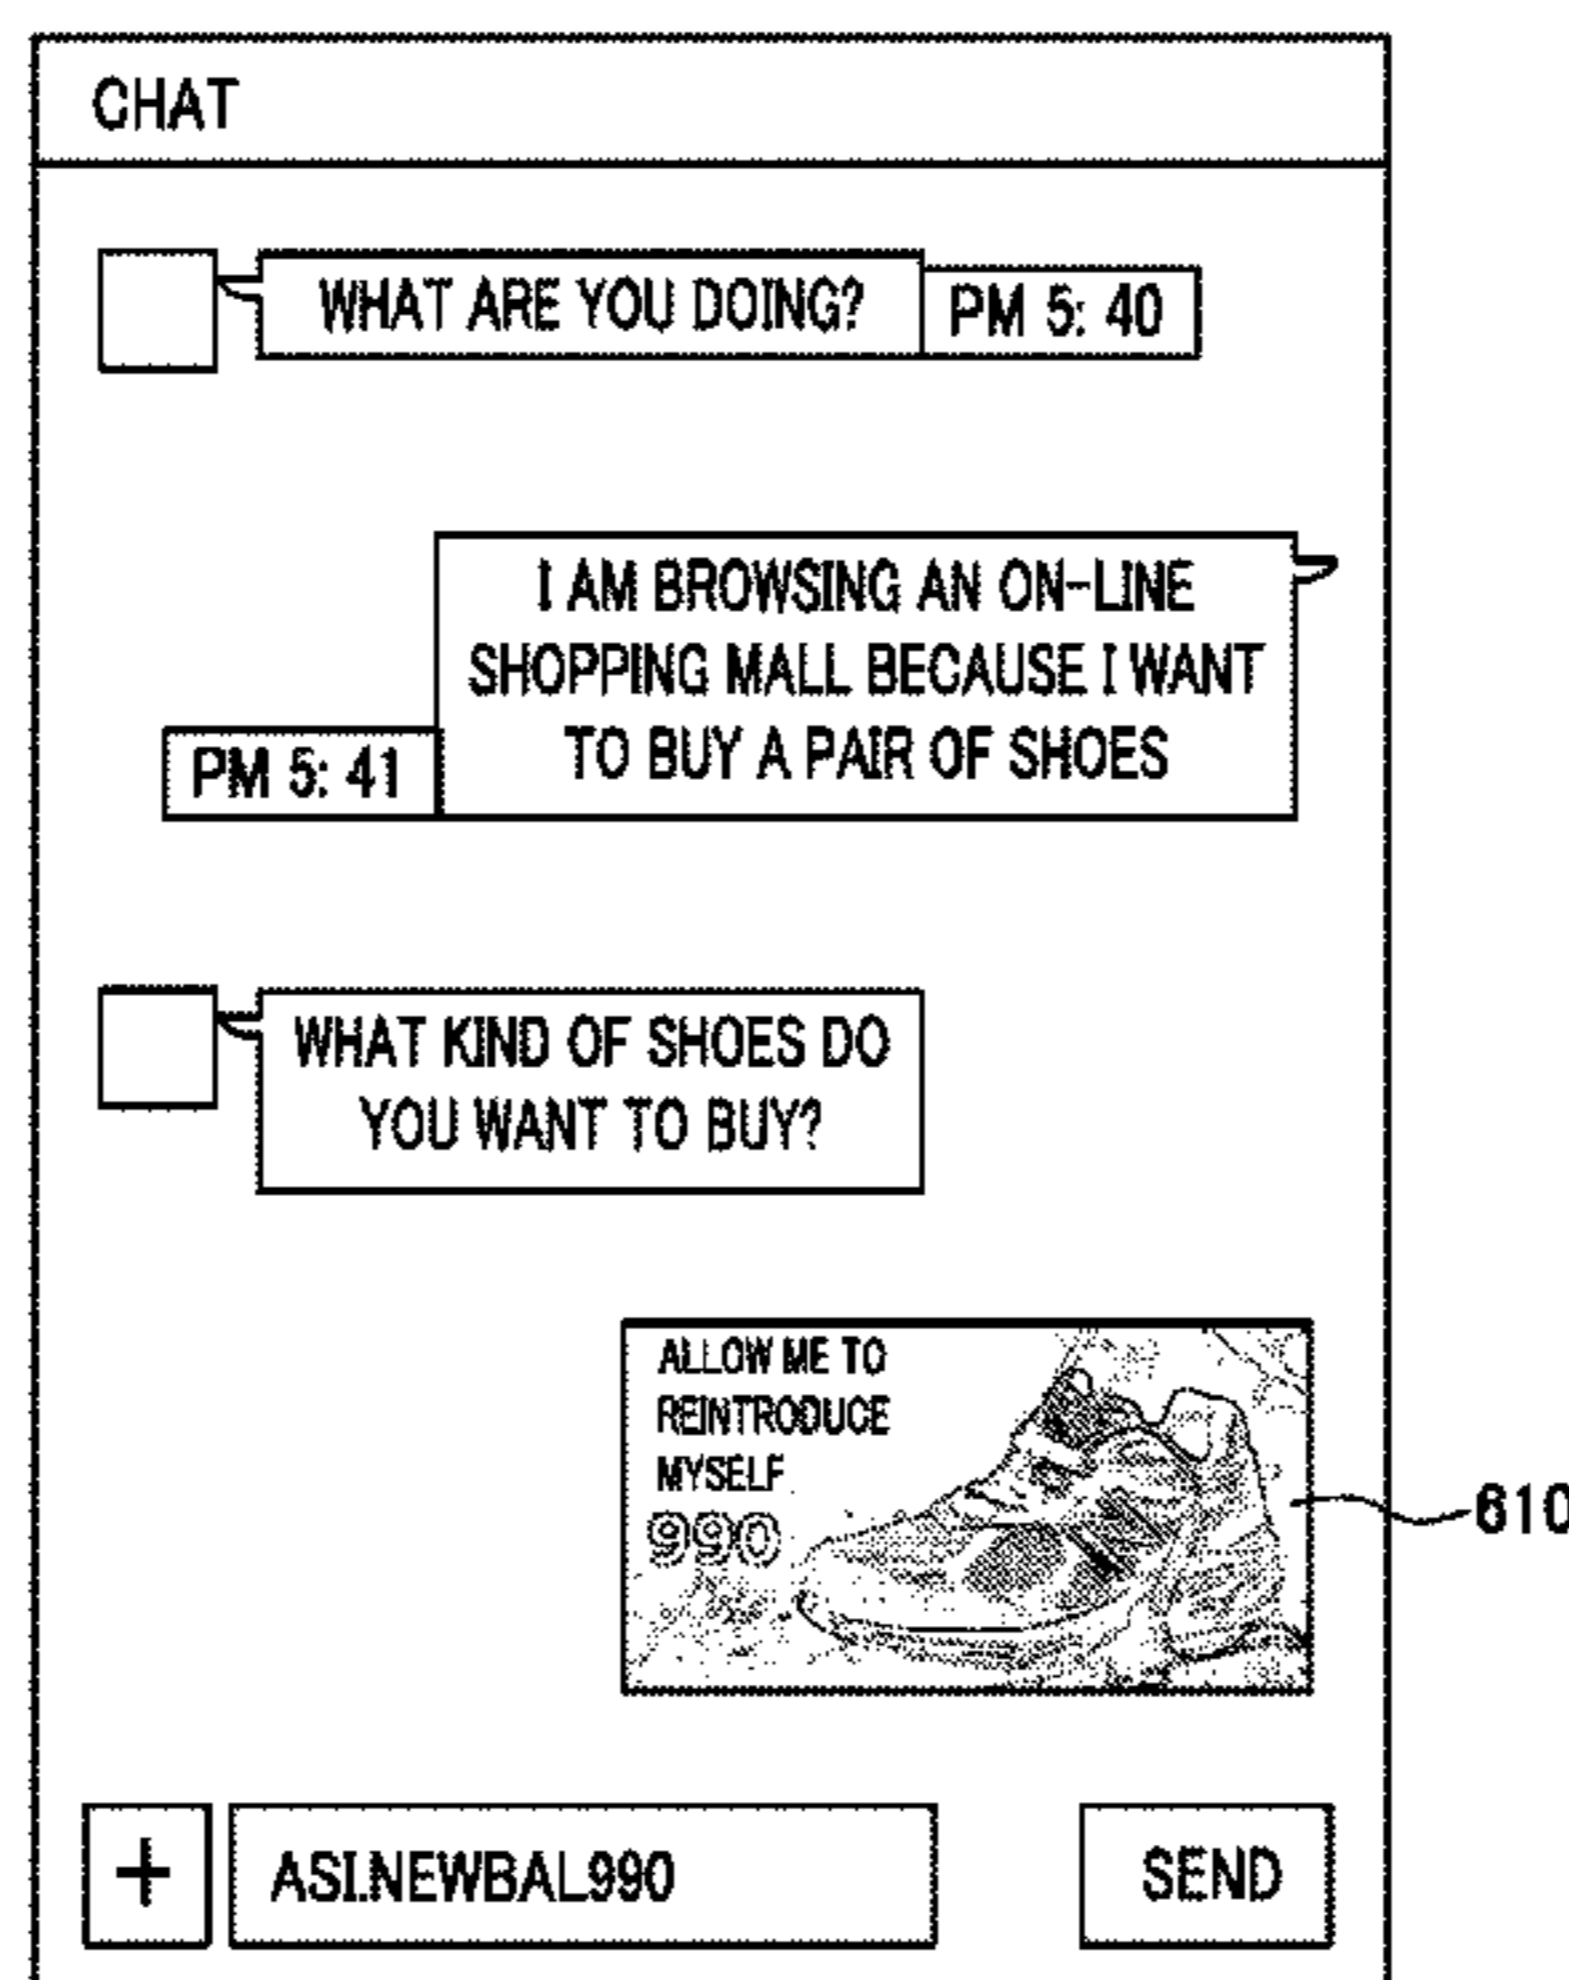 CHAT
WHAT ARE YOU DOING?
PM 5: 40
I AM BROWSING AN ON-LINE
SHOPPING MALL BECAUSE I WANT
TO BUY A PAIR OF SHOES
PM 5: 41
WHAT KIND OF SHOES DO
YOU WANT TO BUY?
ALLOW ME TO
REINTRODUCE
MYSELF
990
610
+
ASI.NEWBAL990
SEND